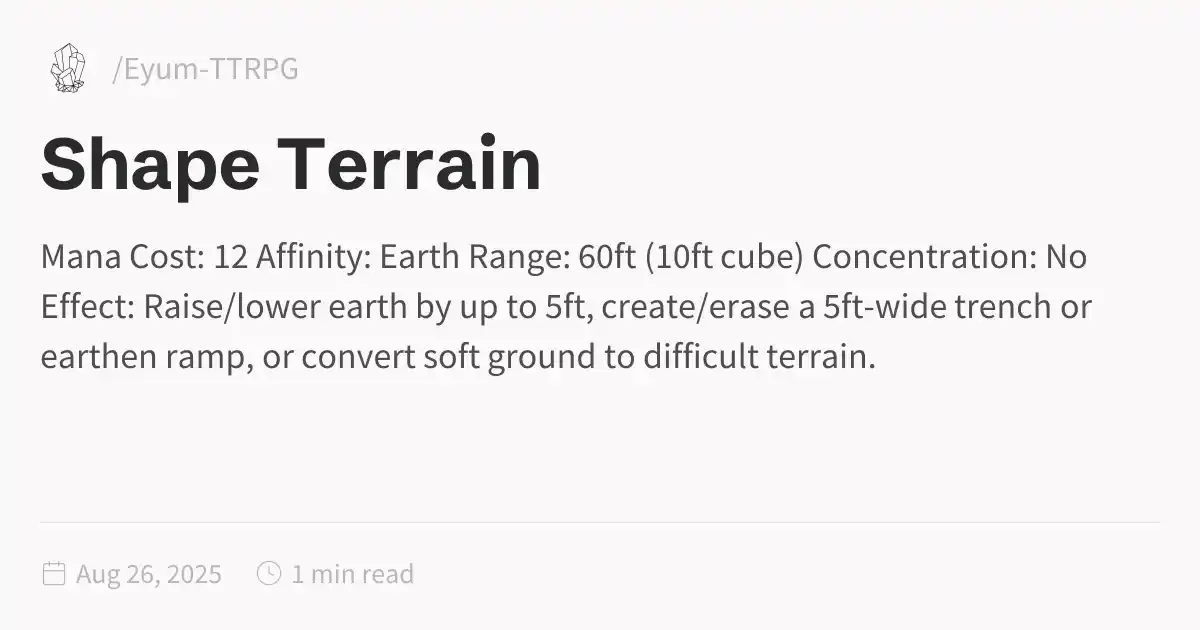 /Eyum-TTRPG
Shape Terrain
Mana Cost: 12 Affinity: Earth Range: 60ft (10ft cube) Concentration: No
Effect: Raise/lower earth by up to 5ft, create/erase a 5ft-wide trench or
earthen ramp, or convert soft ground to difficult terrain.
Aug 26, 2025 1 min read